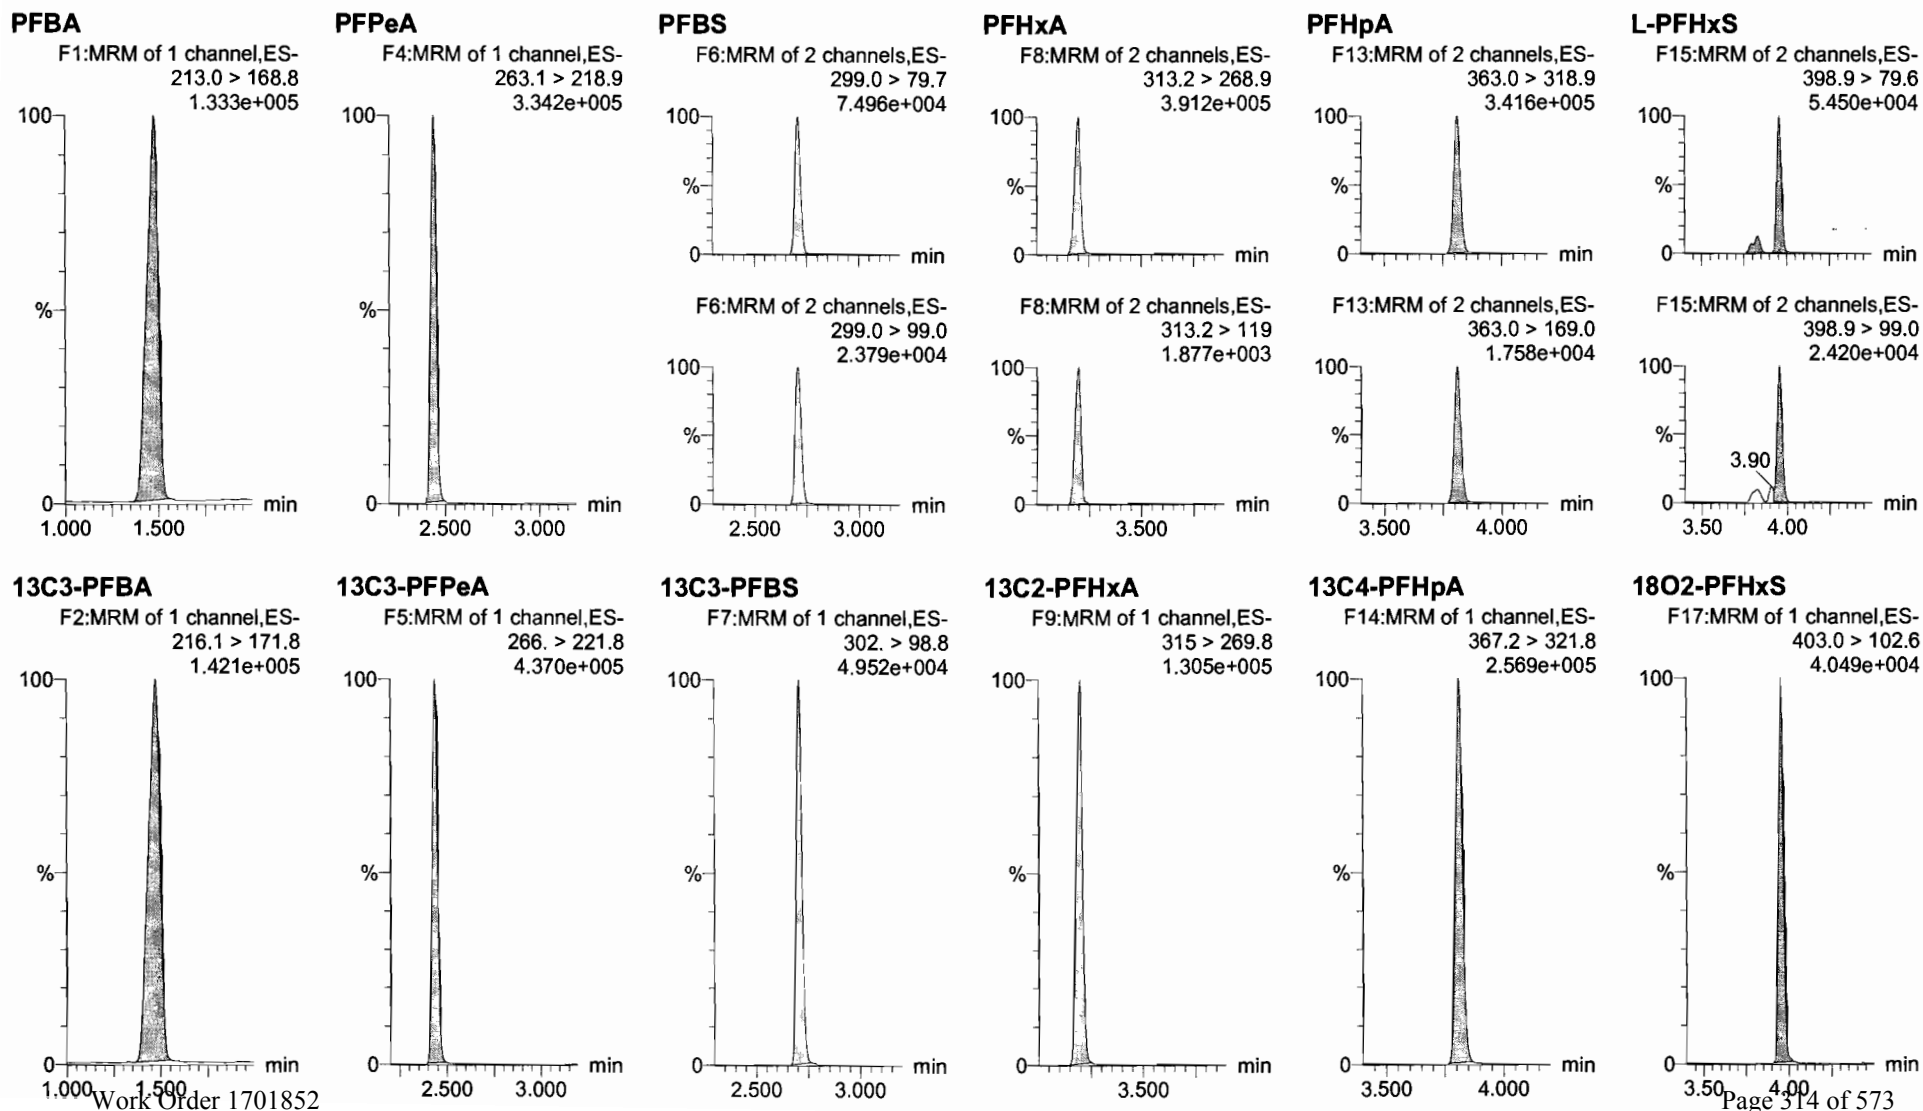 PFBA
F1:MRM of 1 channel,ES-
213.0 > 168.8
1.333e+005
100
%
0
min
1.000 1.500
PFPeA
F4:MRM of 1 channel,ES-
263.1 > 218.9
3.342e+005
100
%
0
min
2.500 3.000
PFBS
F6:MRM of 2 channels,ES-
299.0 > 79.7
7.496e+004
100
%
0
min
F6:MRM of 2 channels,ES-
299.0 > 99.0
2.379e+004
100
%
0
min
2.500 3.000
PFHxA
F8:MRM of 2 channels,ES-
313.2 > 268.9
3.912e+005
100
%
0
min
F8:MRM of 2 channels,ES-
313.2 > 119
1.877e+003
100
%
0
min
3.500
PFHpA
F13:MRM of 2 channels,ES-
363.0 > 318.9
3.416e+005
100
%
0
min
F13:MRM of 2 channels,ES-
363.0 > 169.0
1.758e+004
100
%
0
min
3.500 4.000
L-PFHxS
F15:MRM of 2 channels,ES-
398.9 > 79.6
5.450e+004
100
%
0
min
F15:MRM of 2 channels,ES-
398.9 > 99.0
2.420e+004
100
%
3.90
0
min
3.50 4.00
13C3-PFBA
F2:MRM of 1 channel,ES-
216.1 > 171.8
1.421e+005
100
%
0
min
1.000 1.500
13C3-PFPeA
F5:MRM of 1 channel,ES-
266. > 221.8
4.370e+005
100
%
0
min
2.500 3.000
13C3-PFBS
F7:MRM of 1 channel,ES-
302. > 98.8
4.952e+004
100
%
0
min
2.500 3.000
13C2-PFHxA
F9:MRM of 1 channel,ES-
315 > 269.8
1.305e+005
100
%
0
min
3.500
13C4-PFHpA
F14:MRM of 1 channel,ES-
367.2 > 321.8
2.569e+005
100
%
0
min
3.500 4.000
18O2-PFHxS
F17:MRM of 1 channel,ES-
403.0 > 102.6
4.049e+004
100
%
0
min
3.50 4.00
Work Order 1701852
Page 314 of 573